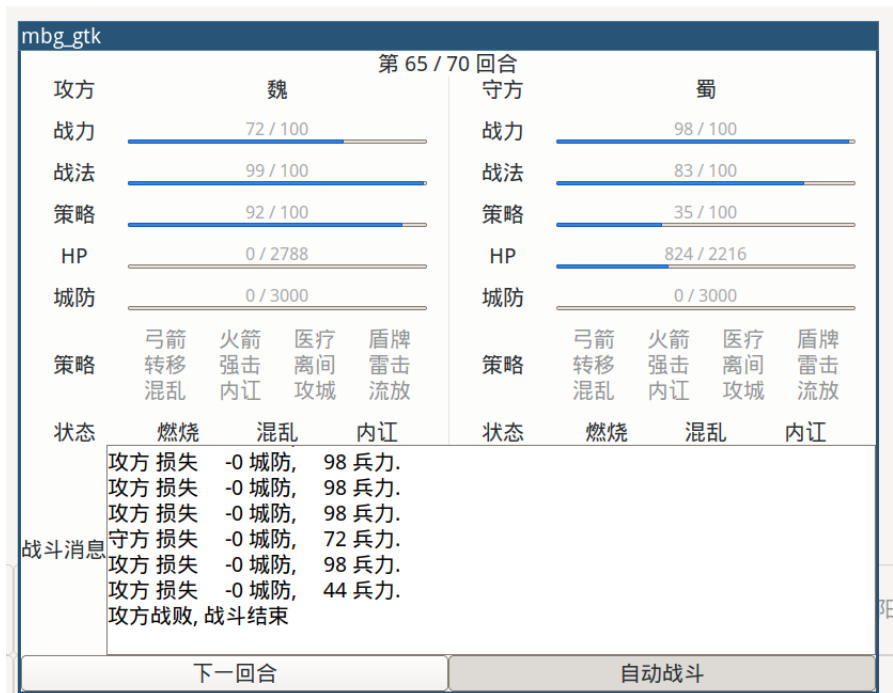 mbg_gtk
第 65 / 70 回合
攻方 魏 守方 蜀
战力 72 / 100 战力 98 / 100
战法 99 / 100 战法 83 / 100
策略 92 / 100 策略 35 / 100
HP 0 / 2788 HP 824 / 2216
城防 0 / 3000 城防 0 / 3000
弓箭 火箭 医疗 盾牌 弓箭 火箭 医疗 盾牌
策略 转移 强击 离间 雷击 策略 转移 强击 离间 雷击
混乱 内讧 攻城 流放 混乱 内讧 攻城 流放
状态 燃烧 混乱 内讧 状态 燃烧 混乱 内讧
攻方 损失 -0 城防, 98 兵力.
攻方 损失 -0 城防, 98 兵力.
攻方 损失 -0 城防, 98 兵力.
守方 损失 -0 城防, 72 兵力.
战斗消息
攻方 损失 -0 城防, 98 兵力.
攻方 损失 -0 城防, 44 兵力.
攻方战败, 战斗结束
下一回合 自动战斗